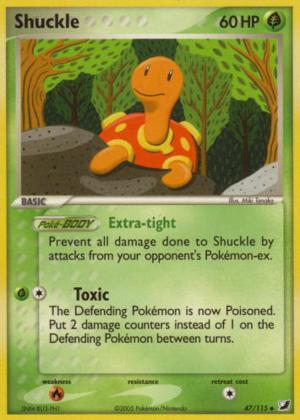 Shuckle 60 HP
BASIC Illus. Miki Tanaka
Poké-BODY Extra-tight
Prevent all damage done to Shuckle by
attacks from your opponent's Pokémon-ex.
Toxic
The Defending Pokémon is now Poisoned.
Put 2 damage counters instead of 1 on the
Defending Pokémon between turns.
weakness resistance retreat cost
©2005 Pokémon/Nintendo 47/115